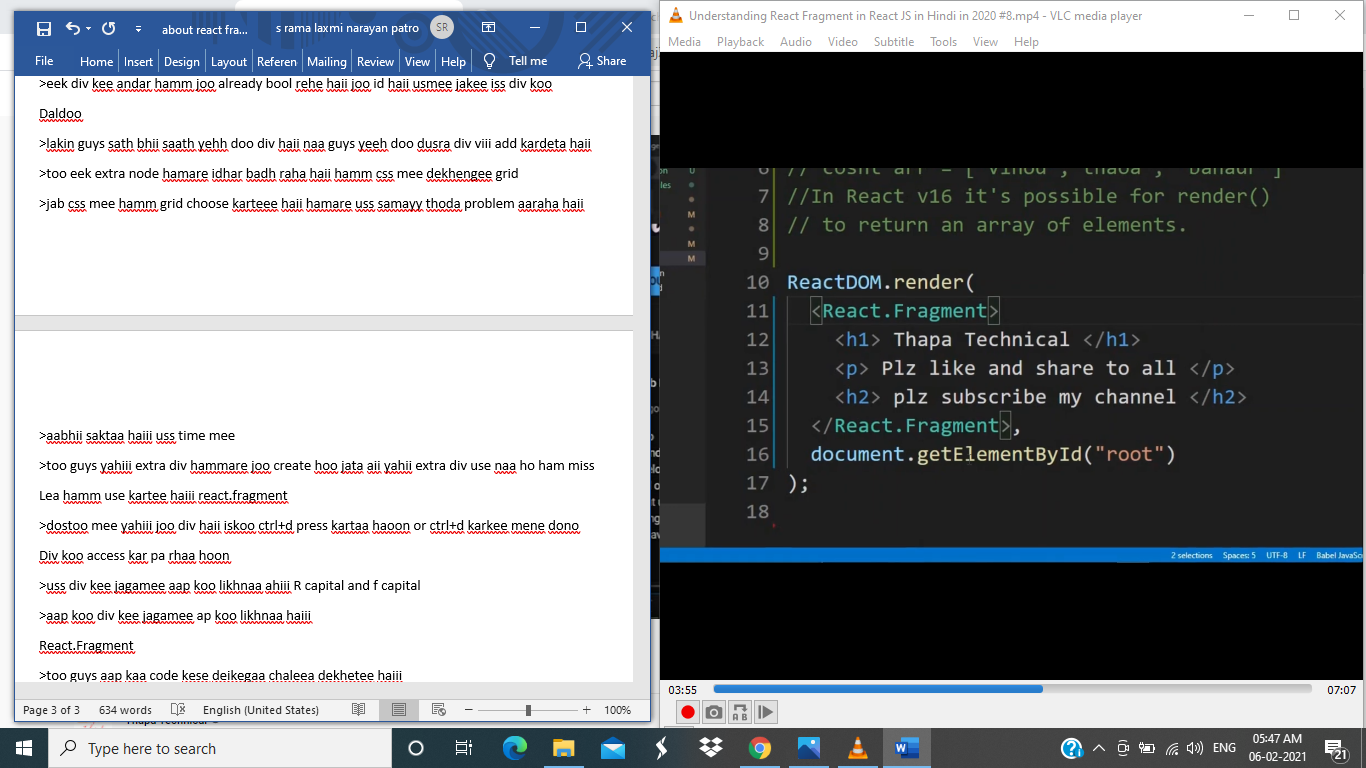 about react fra...
s rama laxmi narayan patro
SR
File Home Insert Design Layout Referen Mailing Review View Help Tell me Share
>eek div kee andar hamm joo already bool rehe haii joo id haii usmee jakee iss div koo
Daldoo
>lakin guys sath bhii saath yehh doo div haii naa guys yeeh doo dusra div viii add kardeta haii
>too eek extra node hamare idhar badh raha haii hamm css mee dekhengee grid
>jab css mee hamm grid choose karteee haii hamare uss samayy thoda problem aaraha haii
>aabhii saktaa haiii uss time mee
>too guys yahiii extra div hammare joo create hoo jata aii yahii extra div use naa ho ham miss
Lea hamm use kartee haiii react.fragment
>dostoo mee yahiii joo div haii iskoo ctrl+d press kartaa haoon or ctrl+d karkee mene dono
Div koo access kar pa rhaa hoon
>uss div kee jagamee aap koo likhnaa ahiii R capital and f capital
>aap koo div kee jagamee ap koo likhnaa haiii
React.Fragment
>too guys aap kaa code kese deikegaa chaleea dekhetee haiii
Page 3 of 3 634 words English (United States) 100%
Understanding React Fragment in React JS in Hindi in 2020 #8.mp4 - VLC media player
Media Playback Audio Video Subtitle Tools View Help
6 // cosnt arr = ["vinod", "thapa", "bahadur"]
7 //In React v16 it's possible for render()
8 // to return an array of elements.
9
10 ReactDOM.render(
11 <React.Fragment>
12 <h1> Thapa Technical </h1>
13 <p> Plz like and share to all </p>
14 <h2> plz subscribe my channel </h2>
15 </React.Fragment>,
16 document.getElementById("root")
17 );
18
2 selections Spaces: 5 UTF-8 LF Babel JavaSc
03:55 07:07
Type here to search
ENG
05:47 AM
06-02-2021
21